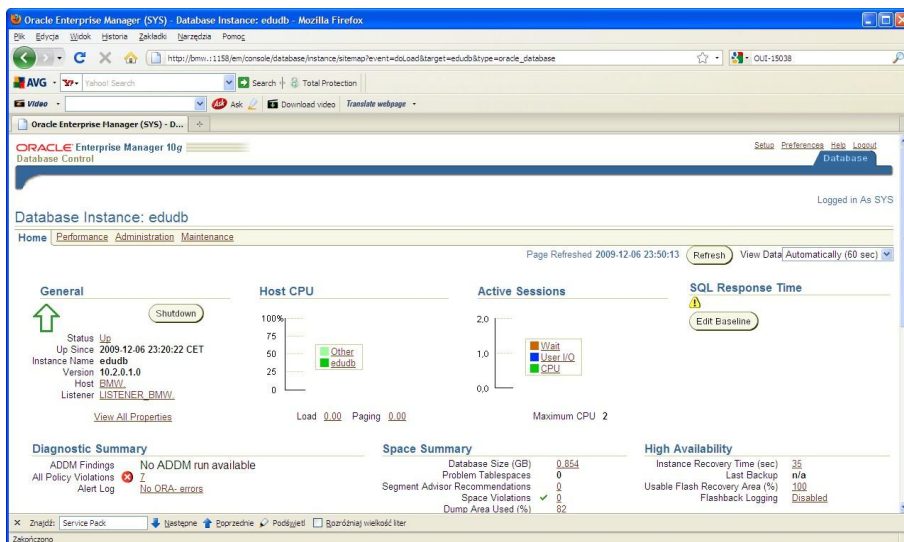 Oracle Enterprise Manager (SYS) - Database Instance: edudb - Mozilla Firefox
Plik Edycja Widok Historia Zakładki Narzędzia Pomoc
http://bmw.:1158/em/console/database/instance/sitemap?event=doLoad&target=edudb&type=oracle_database
OUI-15038
AVG Yahoo! Search Search Total Protection
Video Ask Download video Translate webpage
Oracle Enterprise Manager (SYS) - D...
ORACLE Enterprise Manager 10g
Database Control
Setup Preferences Help Logout
Database
Logged in As SYS
Database Instance: edudb
Home Performance Administration Maintenance
Page Refreshed 2009-12-06 23:50:13 Refresh View Data Automatically (60 sec)
General
Shutdown
Status Up
Up Since 2009-12-06 23:20:22 CET
Instance Name edudb
Version 10.2.0.1.0
Host BMW.
Listener LISTENER_BMW.
View All Properties
Host CPU
100%
75
50
25
0
Other
edudb
Load 0.00 Paging 0.00
Active Sessions
2,0
1,0
0,0
Wait
User I/O
CPU
Maximum CPU 2
SQL Response Time
Edit Baseline
Diagnostic Summary
ADDM Findings No ADDM run available
All Policy Violations 7
Alert Log No ORA- errors
Space Summary
Database Size (GB) 0.854
Problem Tablespaces 0
Segment Advisor Recommendations 0
Space Violations 0
Dump Area Used (%) 82
High Availability
Instance Recovery Time (sec) 35
Last Backup n/a
Usable Flash Recovery Area (%) 100
Flashback Logging Disabled
Znajdź: Service Pack Następne Poprzednie Podświetl Rozróżniaj wielkość liter
Zakończono